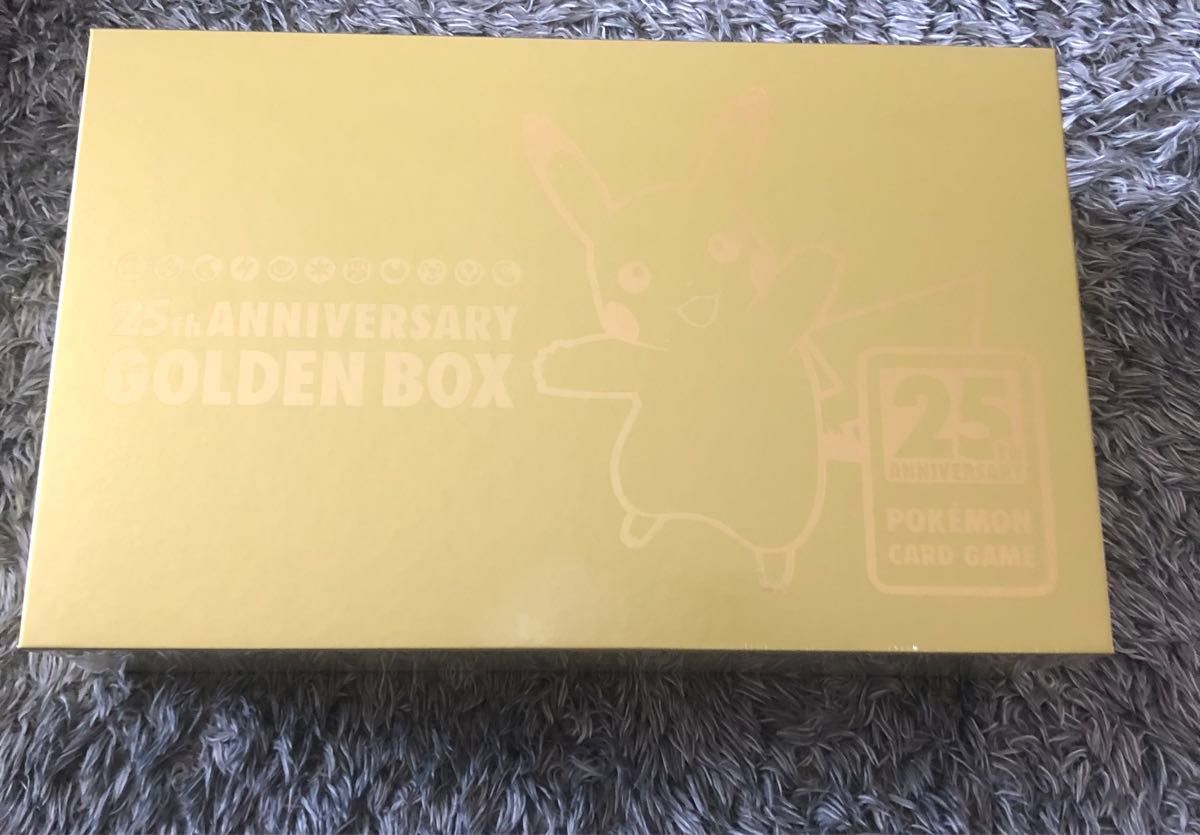 25th ANNIVERSARY
GOLDEN BOX
25th
ANNIVERSARY
POKÉMON
CARD GAME